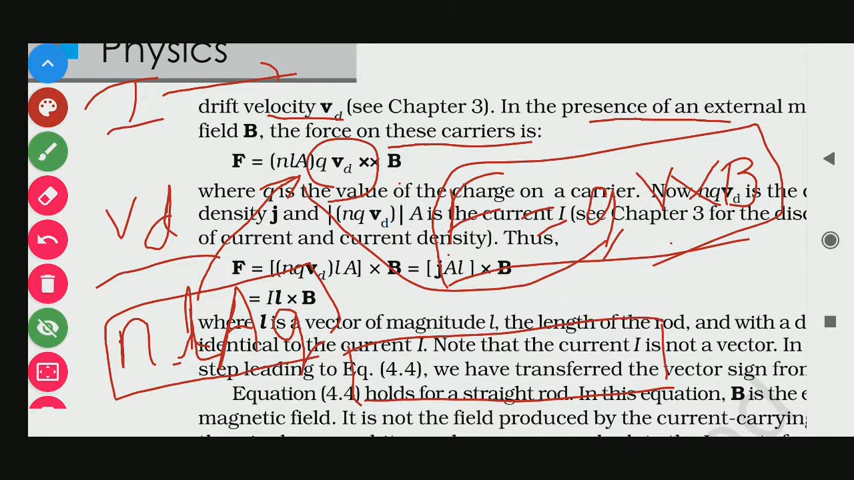 Physics
I
drift velocity v_d (see Chapter 3). In the presence of an external m
field B, the force on these carriers is:
F = (nlA)q v_d ×× B
F = q V×B
where q is the value of the charge on a carrier. Now nqv_d is the
density j and |(nq v_d)| A is the current I (see Chapter 3 for the
vd
of current and current density). Thus,
F = [(nqv_d)lA] × B = [ jAl ] × B
= Il × B
n.lAq
where l is a vector of magnitude l, the length of the rod, and with a
identical to the current I. Note that the current I is not a vector. In
step leading to Eq. (4.4), we have transferred the vector sign
Equation (4.4) holds for a straight rod. In this equation, B is the
magnetic field. It is not the field produced by the current-carrying